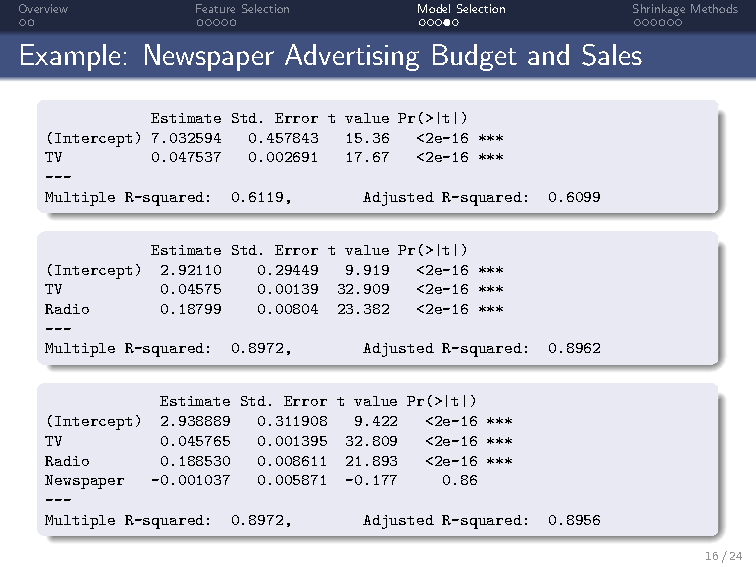 Overview Feature Selection Model Selection Shrinkage Methods
Example: Newspaper Advertising Budget and Sales
Estimate Std. Error t value Pr(>|t|)
(Intercept) 7.032594 0.457843 15.36 <2e-16 ***
TV 0.047537 0.002691 17.67 <2e-16 ***
---
Multiple R-squared: 0.6119, Adjusted R-squared: 0.6099
Estimate Std. Error t value Pr(>|t|)
(Intercept) 2.92110 0.29449 9.919 <2e-16 ***
TV 0.04575 0.00139 32.909 <2e-16 ***
Radio 0.18799 0.00804 23.382 <2e-16 ***
---
Multiple R-squared: 0.8972, Adjusted R-squared: 0.8962
Estimate Std. Error t value Pr(>|t|)
(Intercept) 2.938889 0.311908 9.422 <2e-16 ***
TV 0.045765 0.001395 32.809 <2e-16 ***
Radio 0.188530 0.008611 21.893 <2e-16 ***
Newspaper -0.001037 0.005871 -0.177 0.86
---
Multiple R-squared: 0.8972, Adjusted R-squared: 0.8956
16 / 24